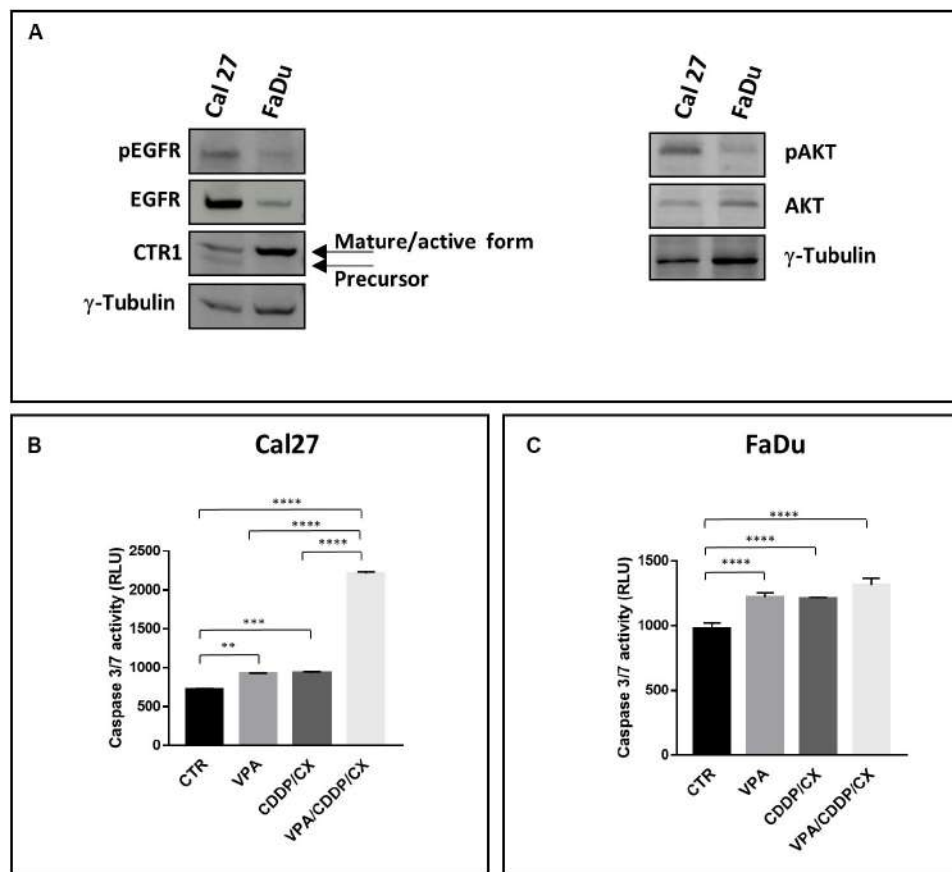 A
Cal 27
FaDu
pEGFR
EGFR
CTR1
Mature/active form
Precursor
γ-Tubulin
Cal 27
FaDu
pAKT
AKT
γ-Tubulin
B
Cal27
****
****
****
***
**
Caspase 3/7 activity (RLU)
2500
2000
1500
1000
500
0
CTR
VPA
CDDP/CX
VPA/CDDP/CX
C
FaDu
****
****
****
Caspase 3/7 activity (RLU)
1500
1000
500
0
CTR
VPA
CDDP/CX
VPA/CDDP/CX